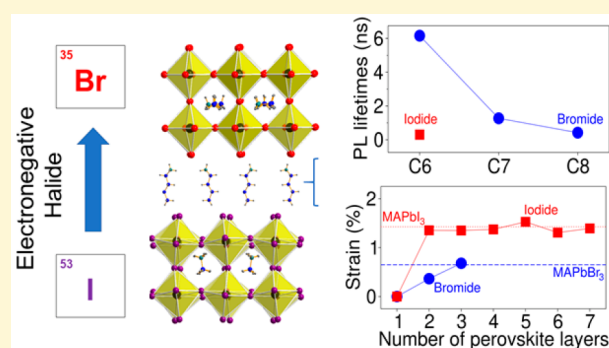 Electronegative
Halide
35
Br
53
I
PL lifetimes (ns)
6
4
2
0
Iodide
Bromide
C6
C7
C8
Strain (%)
2
1
0
MAPbI3
Iodide
MAPbBr3
Bromide
1 2 3 4 5 6 7
Number of perovskite layers